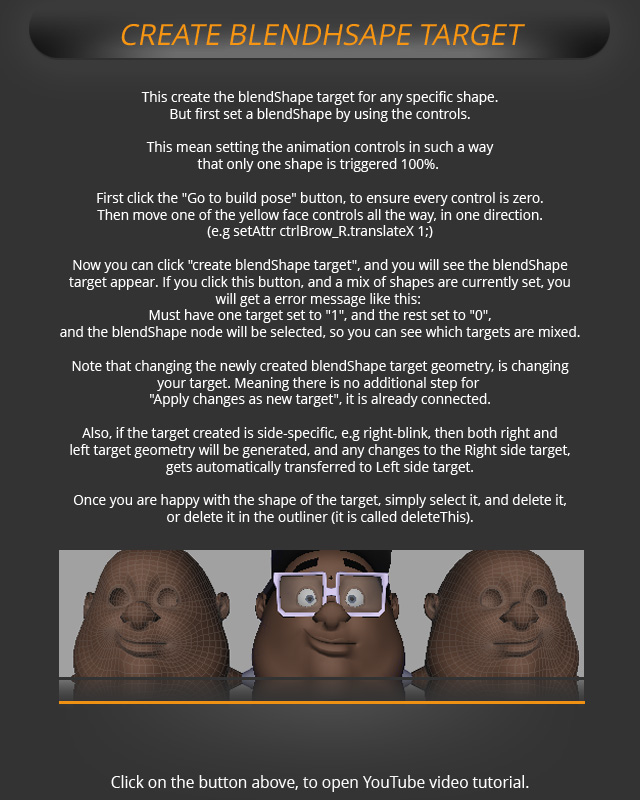 CREATE BLENDHSAPE TARGET
This create the blendShape target for any specific shape.
But first set a blendShape by using the controls.
This mean setting the animation controls in such a way
that only one shape is triggered 100%.
First click the "Go to build pose" button, to ensure every control is zero.
Then move one of the yellow face controls all the way, in one direction.
(e.g setAttr ctrlBrow_R.translateX 1;)
Now you can click "create blendShape target", and you will see the blendShape
target appear. If you click this button, and a mix of shapes are currently set, you
will get a error message like this:
Must have one target set to "1", and the rest set to "0",
and the blendShape node will be selected, so you can see which targets are mixed.
Note that changing the newly created blendShape target geometry, is changing
your target. Meaning there is no additional step for
"Apply changes as new target", it is already connected.
Also, if the target created is side-specific, e.g right-blink, then both right and
left target geometry will be generated, and any changes to the Right side target,
gets automatically transferred to Left side target.
Once you are happy with the shape of the target, simply select it, and delete it,
or delete it in the outliner (it is called deleteThis).
Click on the button above, to open YouTube video tutorial.